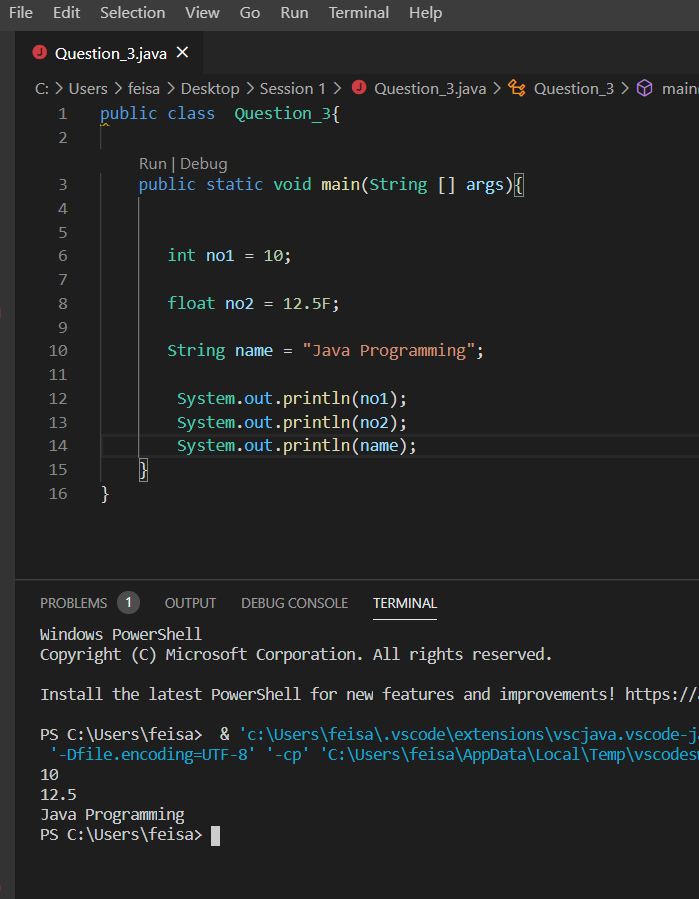 File Edit Selection View Go Run Terminal Help
J Question_3.java ×
C: > Users > feisa > Desktop > Session 1 > J Question_3.java > Question_3 > main(
1 public class  Question_3{
2
Run | Debug
3 public static void main(String [] args){
4
5
6 int no1 = 10;
7
8 float no2 = 12.5F;
9
10 String name = "Java Programming";
11
12 System.out.println(no1);
13 System.out.println(no2);
14 System.out.println(name);
15 }
16 }
PROBLEMS 1 OUTPUT DEBUG CONSOLE TERMINAL
Windows PowerShell
Copyright (C) Microsoft Corporation. All rights reserved.
Install the latest PowerShell for new features and improvements! https://
PS C:\Users\feisa>  & 'c:\Users\feisa\.vscode\extensions\vscjava.vscode-j
'-Dfile.encoding=UTF-8' '-cp' 'C:\Users\feisa\AppData\Local\Temp\vscodes
10
12.5
Java Programming
PS C:\Users\feisa>